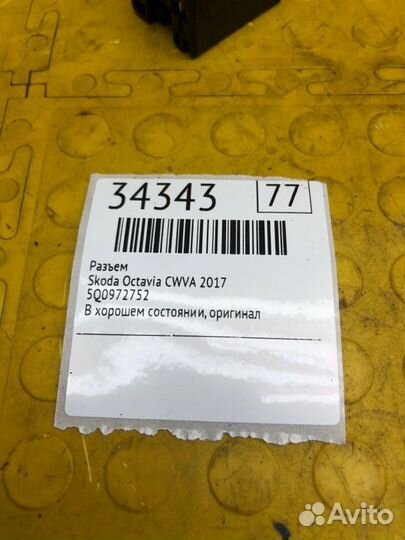 34343 77
Разъем
Skoda Octavia CWVA 2017
5Q0972752
В хорошем состоянии, оригинал
Avito